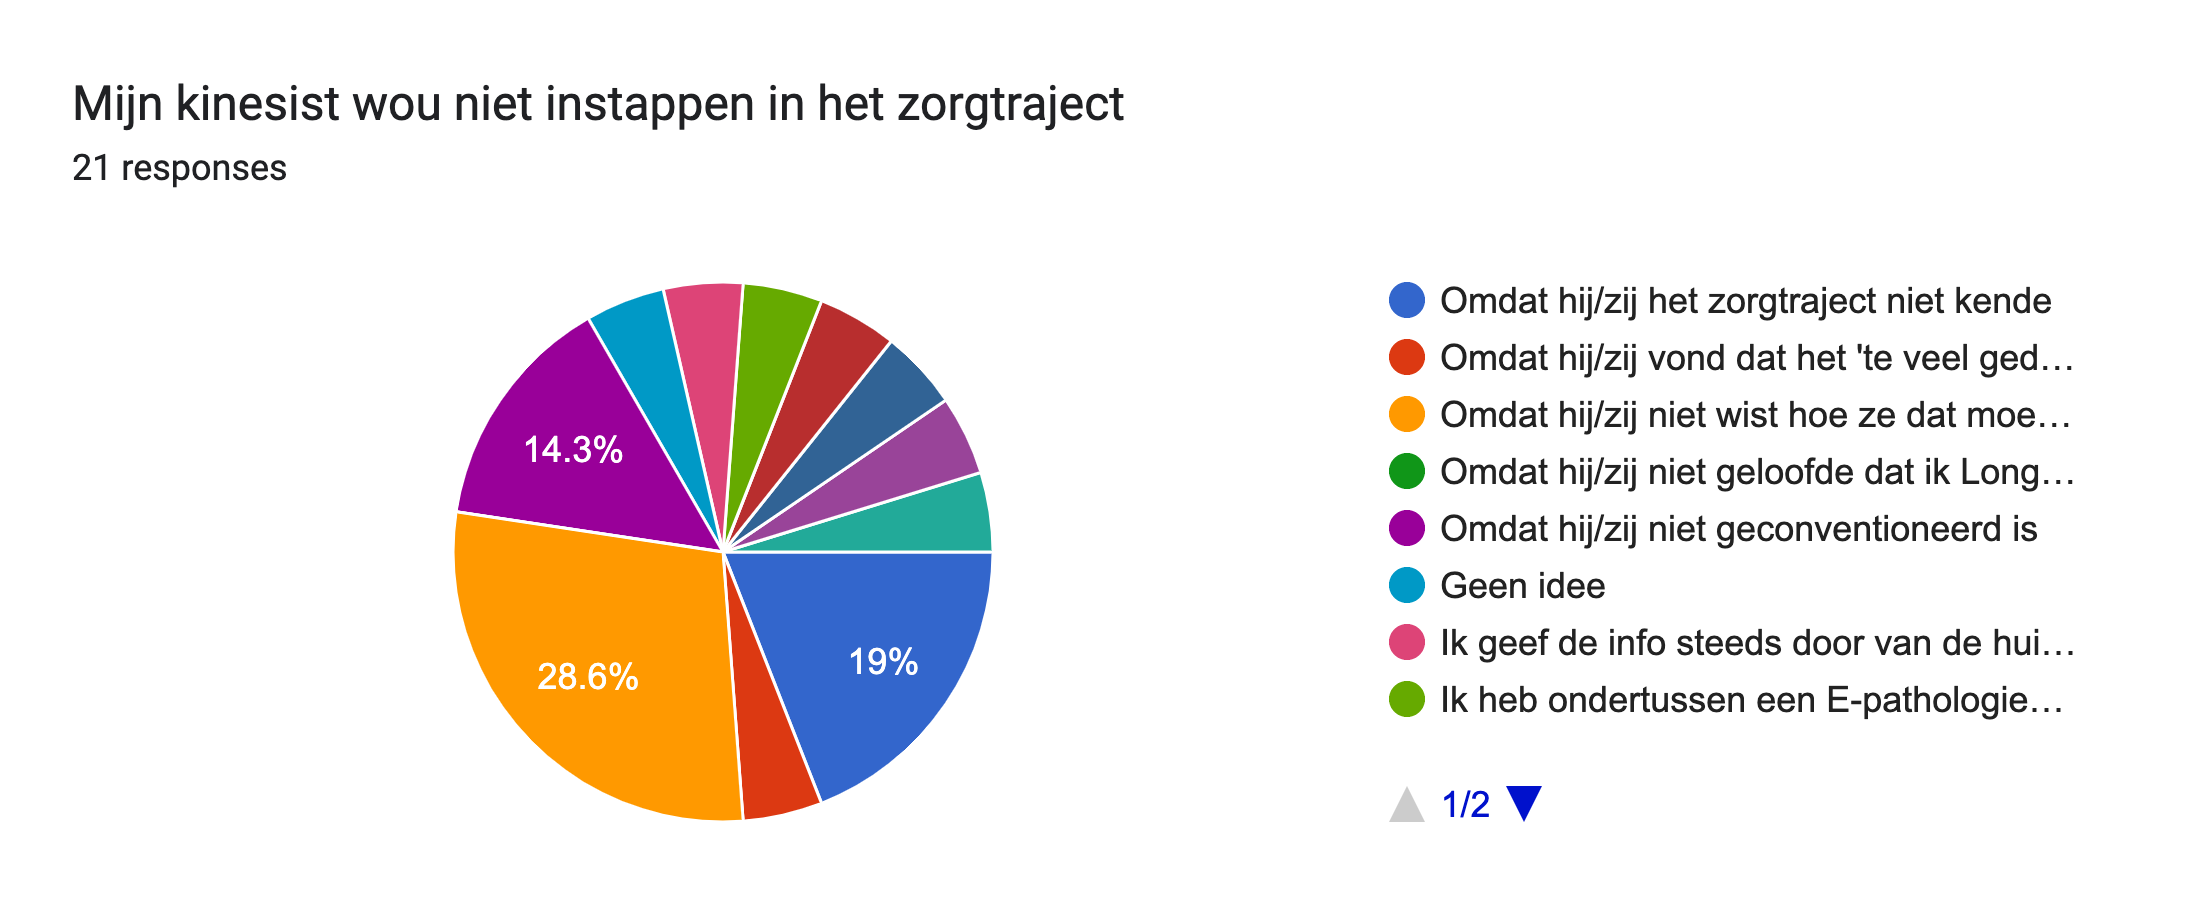 Mijn kinesist wou niet instappen in het zorgtraject
21 responses
14.3%
28.6%
19%
Omdat hij/zij het zorgtraject niet kende
Omdat hij/zij vond dat het 'te veel ged…
Omdat hij/zij niet wist hoe ze dat moe…
Omdat hij/zij niet geloofde dat ik Long…
Omdat hij/zij niet geconventioneerd is
Geen idee
Ik geef de info steeds door van de hui…
Ik heb ondertussen een E-pathologie…
1/2